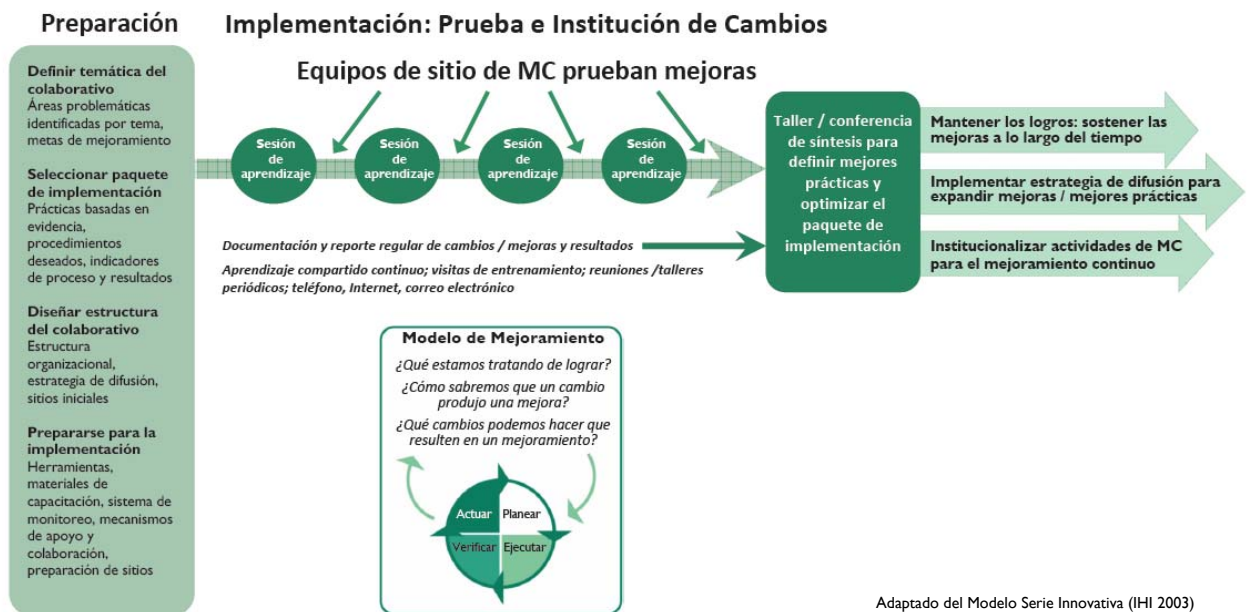 Preparación
Definir temática del
colaborativo
Áreas problemáticas
identificadas por tema,
metas de mejoramiento
Seleccionar paquete
de implementación
Prácticas basadas en
evidencia,
procedimientos
deseados, indicadores
de proceso y resultados
Diseñar estructura
del colaborativo
Estructura
organizacional,
estrategia de difusión,
sitios iniciales
Prepararse para la
implementación
Herramientas,
materiales de
capacitación, sistema de
monitoreo, mecanismos
de apoyo y
colaboración,
preparación de sitios
Implementación: Prueba e Institución de Cambios
Equipos de sitio de MC prueban mejoras
Sesión
de
aprendizaje
Sesión
de
aprendizaje
Sesión
de
aprendizaje
Sesión
de
aprendizaje
Documentación y reporte regular de cambios / mejoras y resultados
Aprendizaje compartido continuo; visitas de entrenamiento; reuniones /talleres
periódicos; teléfono, Internet, correo electrónico
Taller / conferencia
de síntesis para
definir mejores
prácticas y
optimizar el
paquete de
implementación
Mantener los logros: sostener las
mejoras a lo largo del tiempo
Implementar estrategia de difusión para
expandir mejoras / mejores prácticas
Institucionalizar actividades de MC
para el mejoramiento continuo
Modelo de Mejoramiento
¿Qué estamos tratando de lograr?
¿Cómo sabremos que un cambio
produjo una mejora?
¿Qué cambios podemos hacer que
resulten en un mejoramiento?
Actuar Planear
Verificar Ejecutar
Adaptado del Modelo Serie Innovativa (IHI 2003)